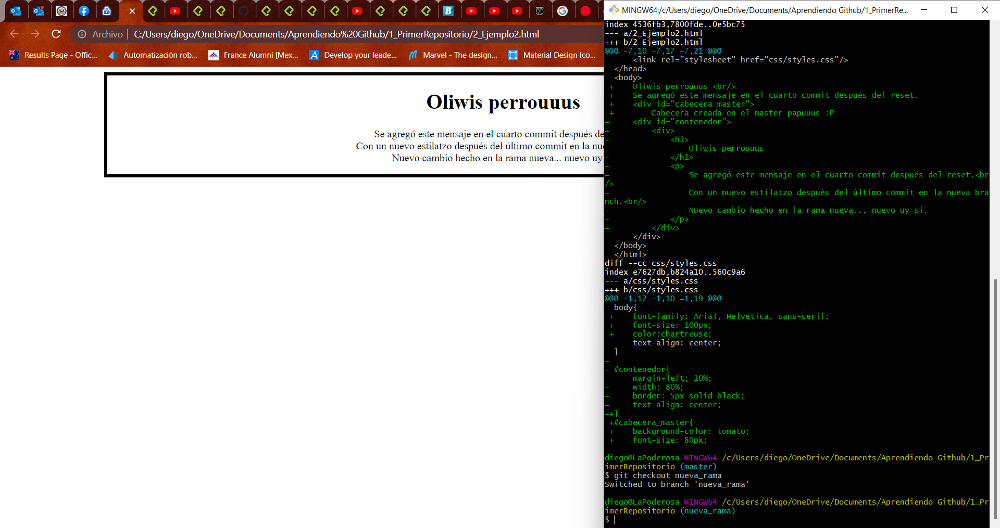 Archivo
C:/Users/diego/OneDrive/Documents/Aprendiendo%20Github/1_PrimerRepositorio/2_Ejemplo2.html
Results Page - Offic...
Automatización rob...
France Alumni [Mex...
Develop your leade...
Marvel - The design...
Material Design Ico...
Oliwis perrouuus
Se agregó este mensaje en el cuarto commit después de
Con un nuevo estilatzo después del último commit en la nu
Nuevo cambio hecho en la rama nueva... nuevo uy
MINGW64:/c/Users/diego/OneDrive/Documents/Aprendiendo Github/1_PrimerRe...
index 4536fb3,7800fde..0e5bc75
--- a/2_Ejemplo2.html
+++ b/2_Ejemplo2.html
@@@ -7,10 -7,17 +7,21 @@@
      <link rel="stylesheet" href="css/styles.css"/>
  </head>
  <body>
 +    Oliwis perrouuus <br/>
 +    Se agregó este mensaje en el cuarto commit después del reset.
 +    <div id="cabecera_master">
 +        Cabecera creada en el master papuuus :P
+     <div id="contenedor">
+         <div>
+             <h1>
+                 Oliwis perrouuus
+             </h1>
+             <p>
+                 Se agregó este mensaje en el cuarto commit después del reset.<br
/>
+                 Con un nuevo estilatzo después del último commit en la nueva bra
nch.<br/>
+                 Nuevo cambio hecho en la rama nueva... nuevo uy si.
+             </p>
+         </div>
      </div>
  </body>
  </html>
diff --cc css/styles.css
index e7627db,b824a10..560c9a6
--- a/css/styles.css
+++ b/css/styles.css
@@@ -1,12 -1,10 +1,19 @@@
  body{
 +    font-family: Arial, Helvetica, sans-serif;
 +    font-size: 100px;
 +    color:chartreuse;
      text-align: center;
  }
+
+ #contenedor{
+     margin-left: 10%;
+     width: 80%;
+     border: 5px solid black;
+     text-align: center;
++}
 +#cabecera_master{
 +    background-color: tomato;
 +    font-size: 80px;
diego@LaPoderosa MINGW64 /c/Users/diego/OneDrive/Documents/Aprendiendo Github/1_Pr
imerRepositorio (master)
$ git checkout nueva_rama
Switched to branch 'nueva_rama'
diego@LaPoderosa MINGW64 /c/Users/diego/OneDrive/Documents/Aprendiendo Github/1_Pr
imerRepositorio (nueva_rama)
$